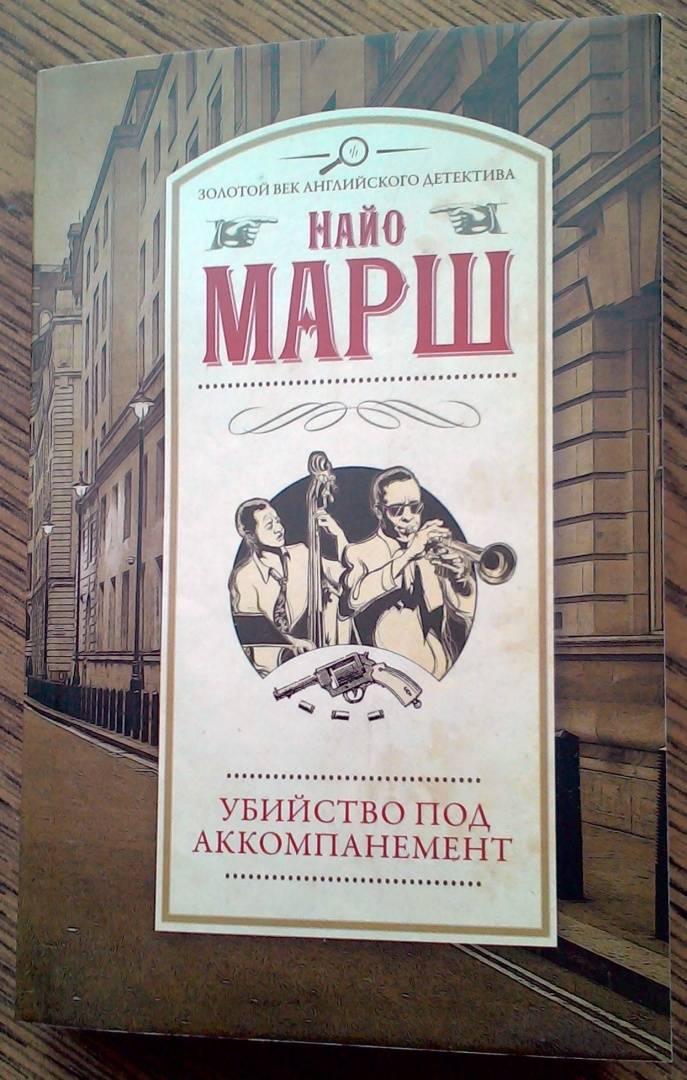 ЗОЛОТОЙ ВЕК АНГЛИЙСКОГО ДЕТЕКТИВА
НАЙО
МАРШ
УБИЙСТВО ПОД
АККОМПАНЕМЕНТ